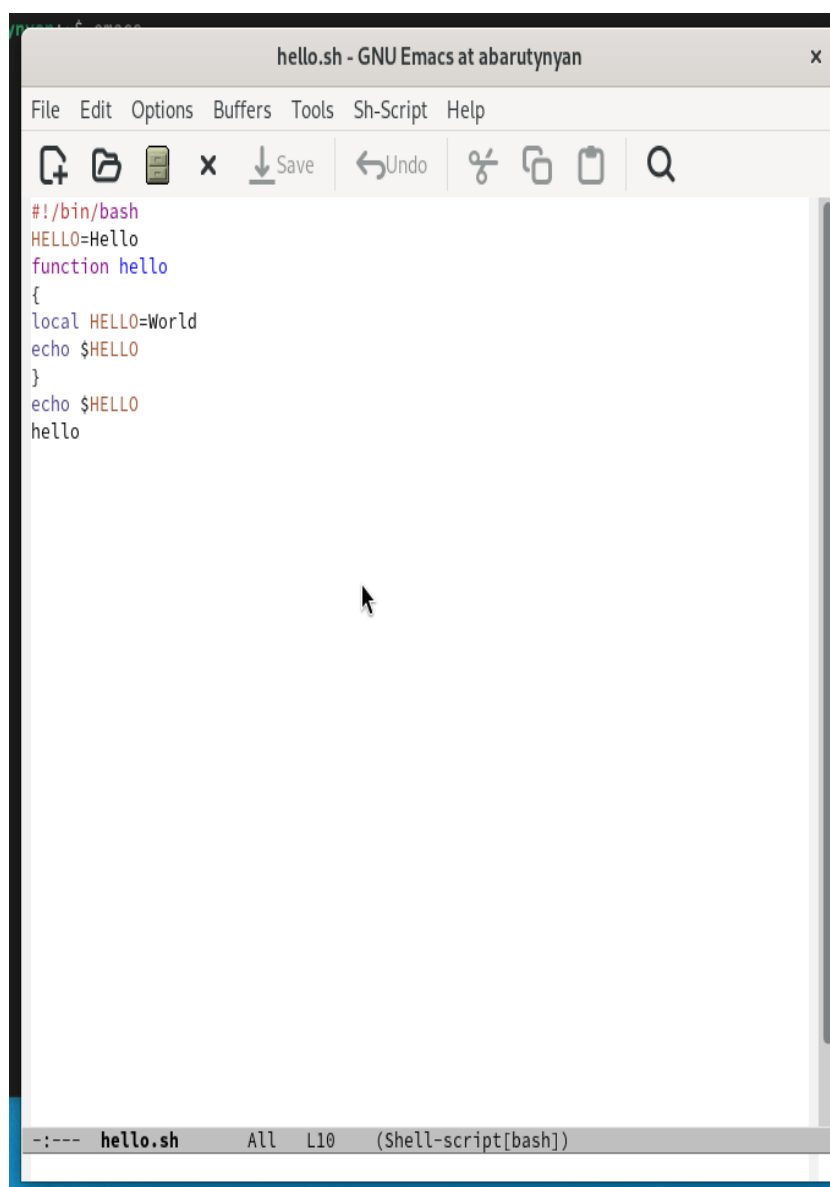 hello.sh - GNU Emacs at abarutynyan
File Edit Options Buffers Tools Sh-Script Help
Save Undo
#!/bin/bash
HELLO=Hello
function hello
{
local HELLO=World
echo $HELLO
}
echo $HELLO
hello
-:--- hello.sh All L10 (Shell-script[bash])